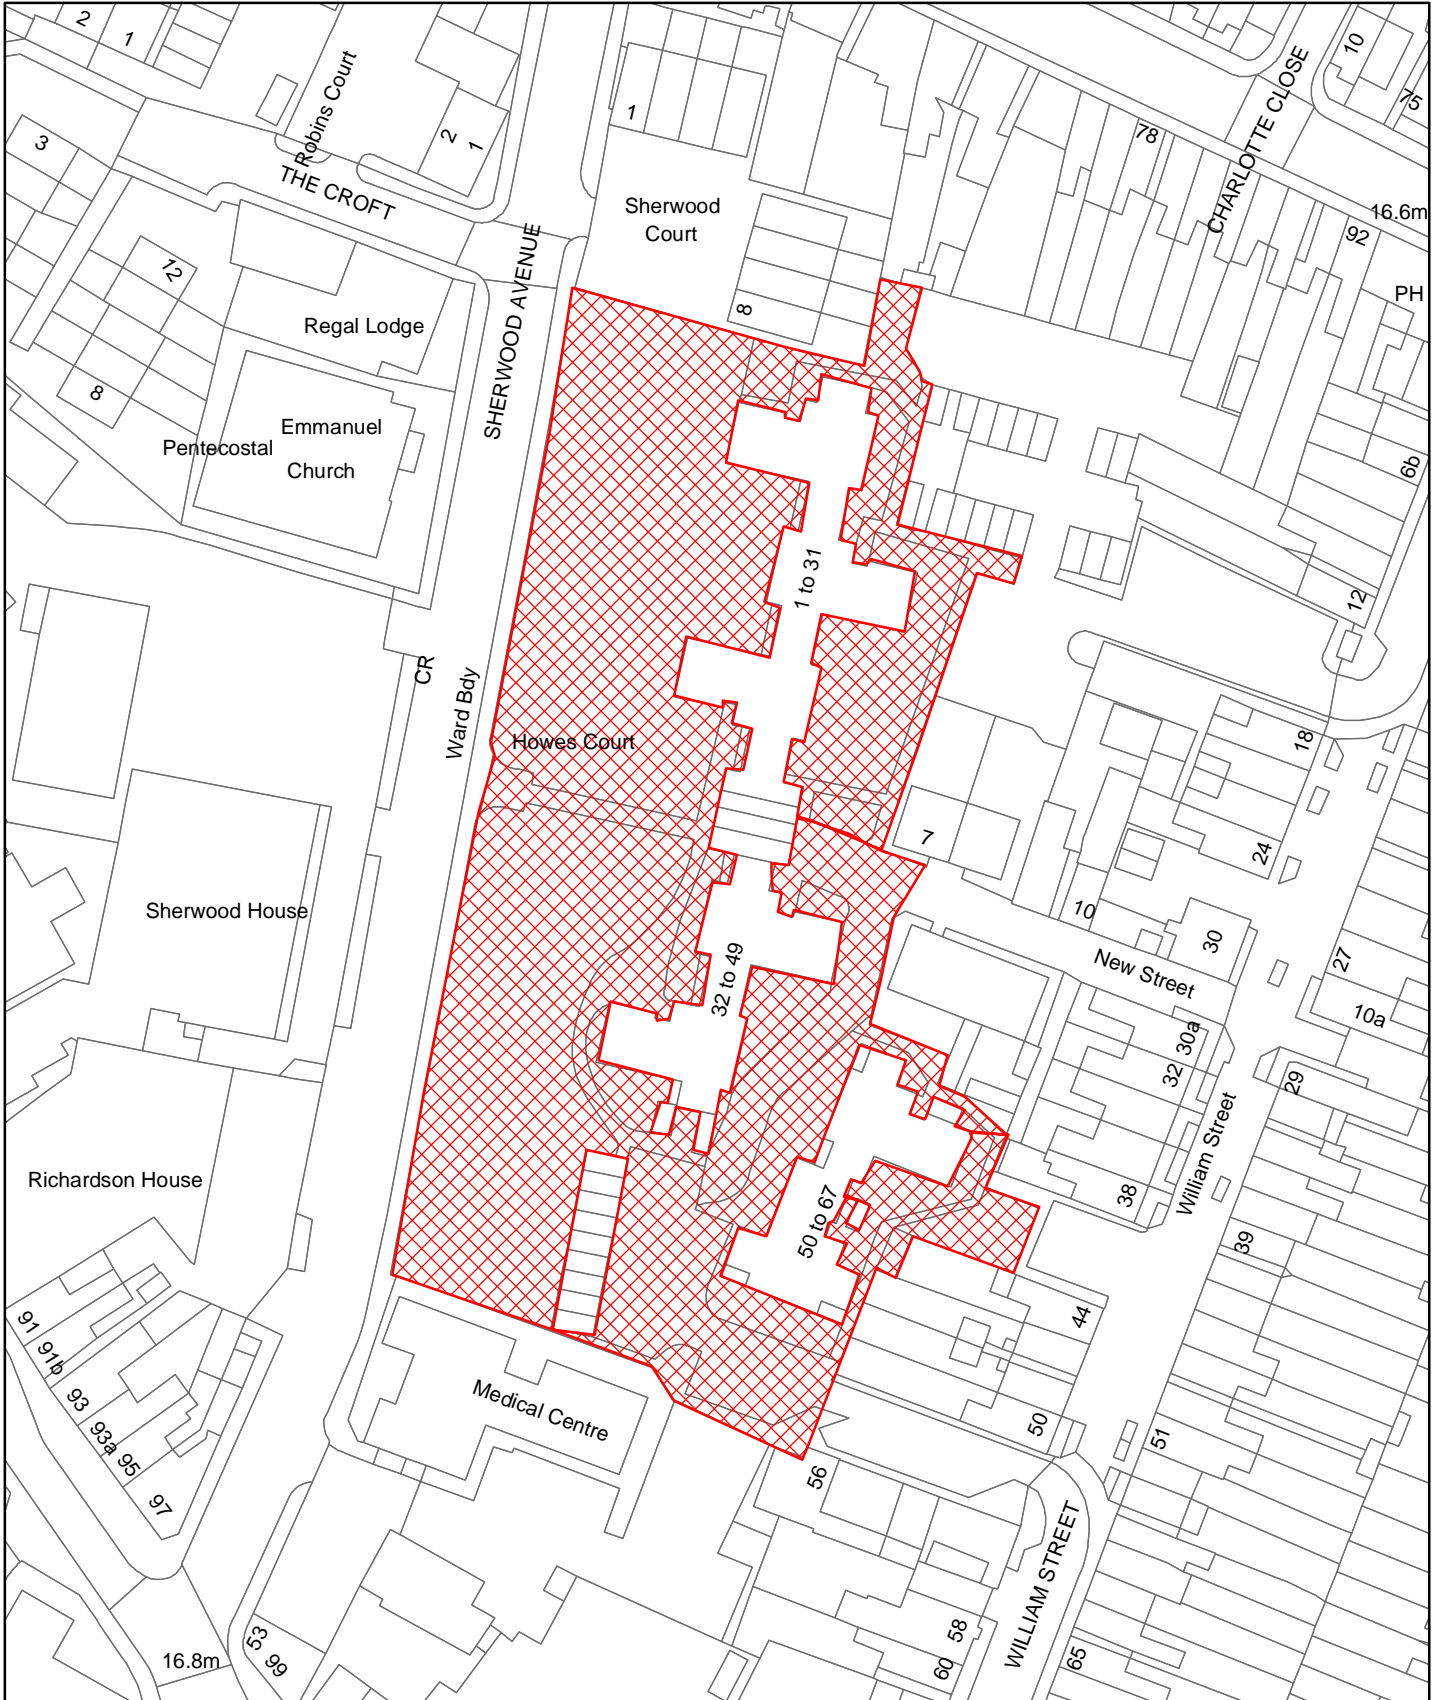 2
1
Robins Court
3
2
1
THE CROFT
1
Sherwood
Court
8
78
CHARLOTTE CLOSE
10
75
16.6m
92
PH
12
Regal Lodge
SHERWOOD AVENUE
8
Emmanuel
Pentecostal
Church
6b
1 to 31
12
CR
Ward Bdy
Howes Court
18
7
24
Sherwood House
10
30
New Street
27
10a
32 to 49
30a
32
29
Richardson House
38
William Street
50 to 67
39
44
91
91b
93
93a
95
97
Medical Centre
50
51
56
WILLIAM STREET
53
99
16.8m
58
60
65